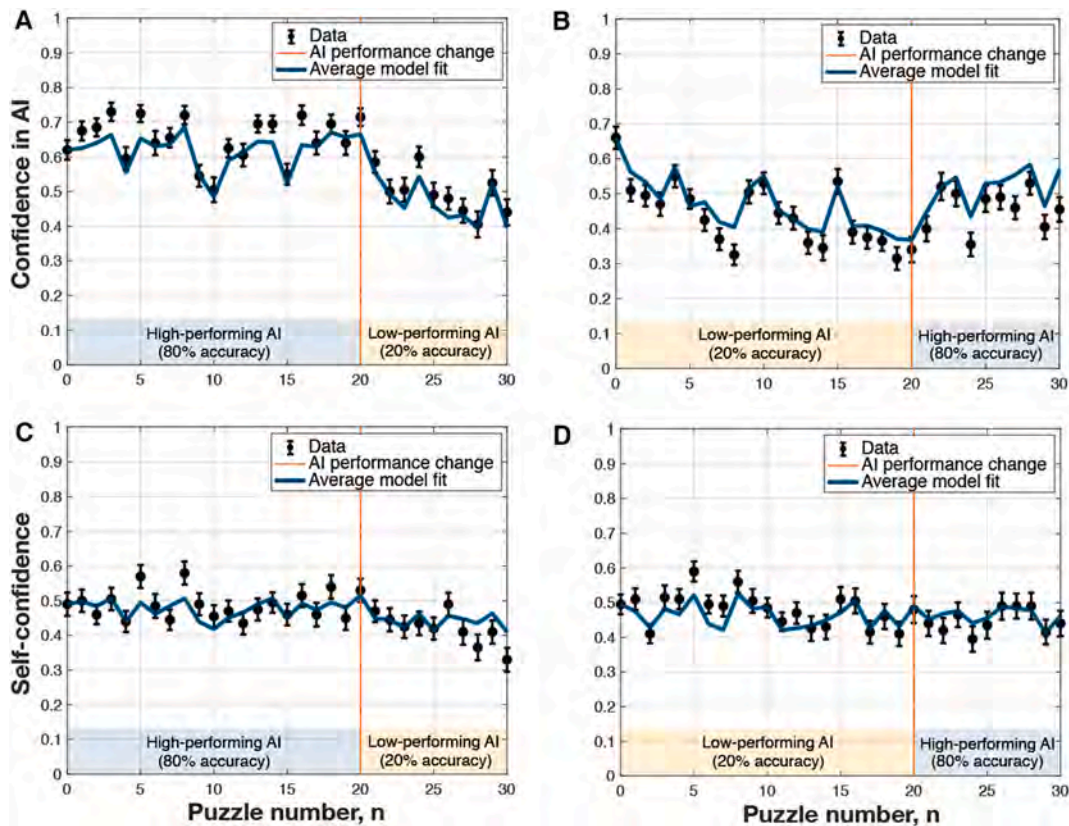 A
Data
AI performance change
Average model fit
Confidence in AI
1
0.9
0.8
0.7
0.6
0.5
0.4
0.3
0.2
0.1
0
High-performing AI
(80% accuracy)
Low-performing AI
(20% accuracy)
0 5 10 15 20 25 30
B
Data
AI performance change
Average model fit
1
0.9
0.8
0.7
0.6
0.5
0.4
0.3
0.2
0.1
0
Low-performing AI
(20% accuracy)
High-performing AI
(80% accuracy)
0 5 10 15 20 25 30
C
Data
AI performance change
Average model fit
Self-confidence
1
0.9
0.8
0.7
0.6
0.5
0.4
0.3
0.2
0.1
0
High-performing AI
(80% accuracy)
Low-performing AI
(20% accuracy)
0 5 10 15 20 25 30
Puzzle number, n
D
Data
AI performance change
Average model fit
1
0.9
0.8
0.7
0.6
0.5
0.4
0.3
0.2
0.1
0
Low-performing AI
(20% accuracy)
High-performing AI
(80% accuracy)
0 5 10 15 20 25 30
Puzzle number, n